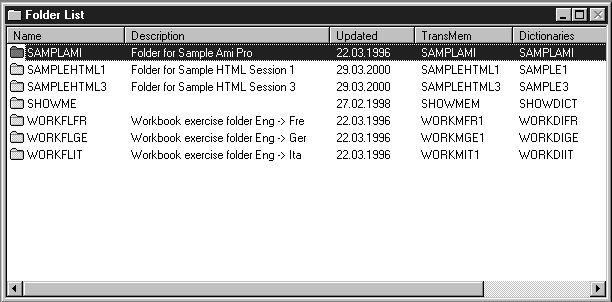 Folder List
Name Description Updated TransMem Dictionaries
SAMPLAMI Folder for Sample Ami Pro 22.03.1996 SAMPLAMI SAMPLAMI
SAMPLEHTML1 Folder for Sample HTML Session 1 29.03.2000 SAMPLEHTML1 SAMPLE1
SAMPLEHTML3 Folder for Sample HTML Session 3 29.03.2000 SAMPLEHTML3 SAMPLE3
SHOWME 27.02.1998 SHOWMEM SHOWDICT
WORKFLFR Workbook exercise folder Eng -> Fre 22.03.1996 WORKMFR1 WORKDIFR
WORKFLGE Workbook exercise folder Eng -> Ger 22.03.1996 WORKMGE1 WORKDIGE
WORKFLIT Workbook exercise folder Eng -> Ita 22.03.1996 WORKMIT1 WORKDIIT